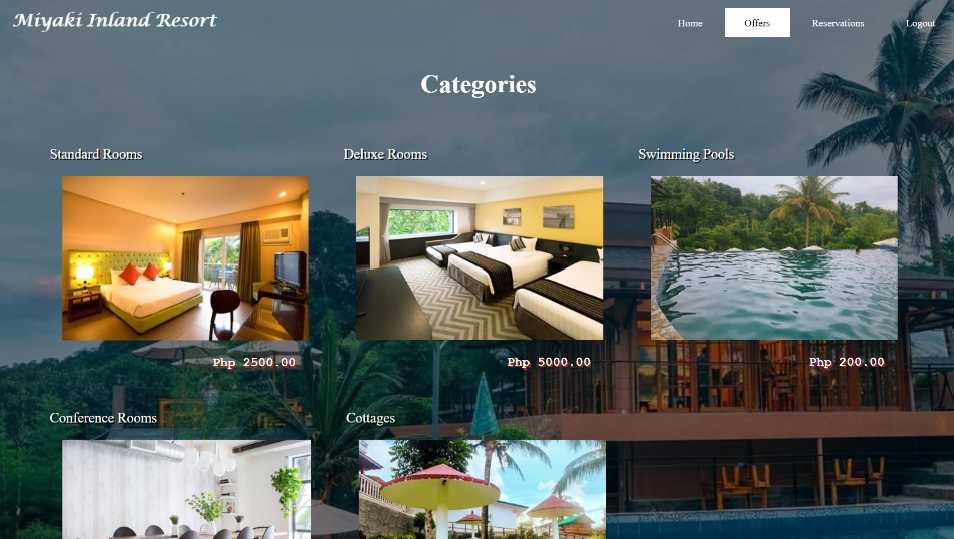 Miyaki Inland Resort
Home Offers Reservations Logout
Categories
Standard Rooms Deluxe Rooms Swimming Pools
Php 2500.00 Php 5000.00 Php 200.00
Conference Rooms Cottages